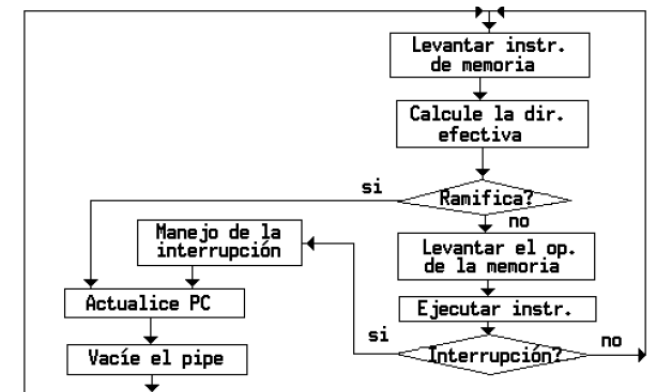 Levantar instr.
de memoria
Calcule la dir.
efectiva
si
Ramifica?
no
Manejo de la
interrupción
Levantar el op.
de la memoria
Actualice PC
Ejecutar instr.
si
Interrupción?
no
Vacíe el pipe